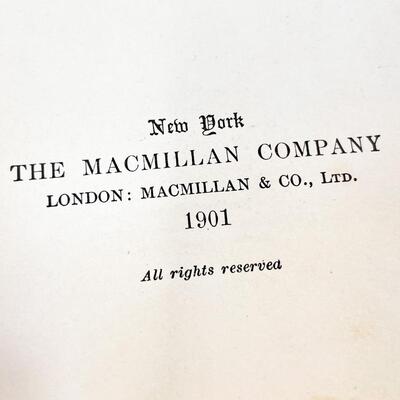 New York
THE MACMILLAN COMPANY
LONDON: MACMILLAN & CO., LTD.
1901
All rights reserved